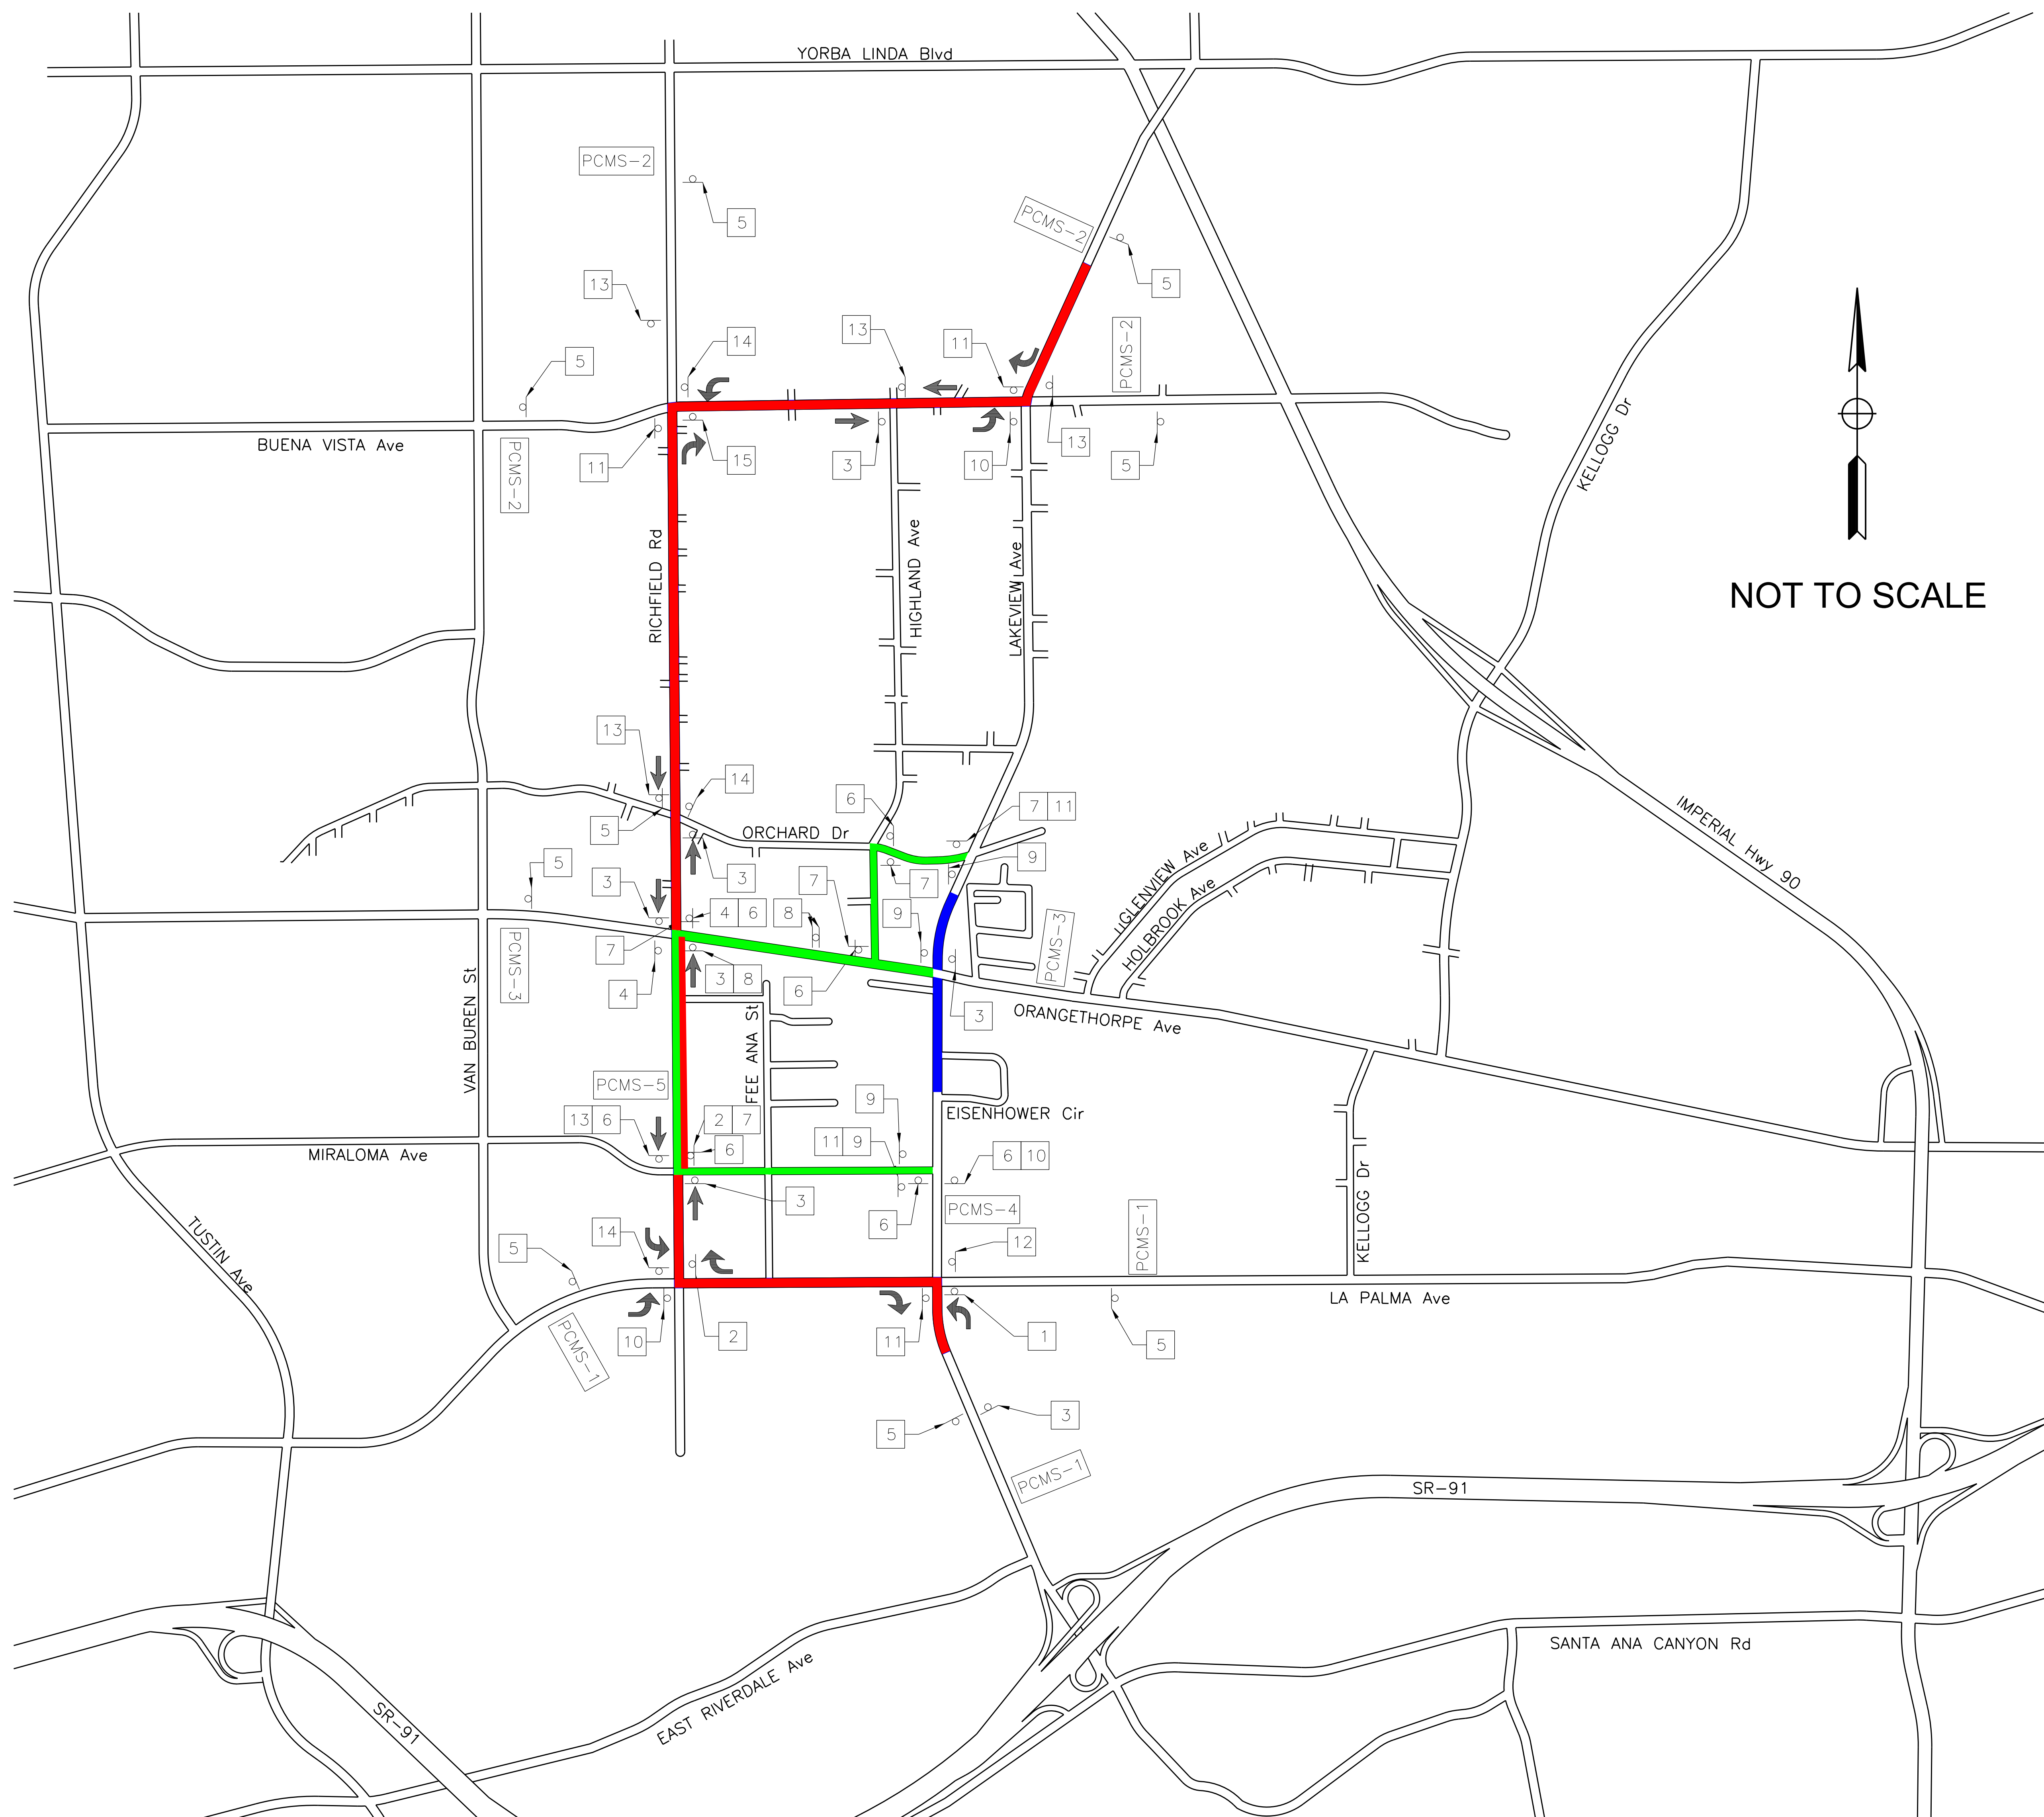 YORBA LINDA Blvd
PCMS-2
5
PCMS-2
5
13
14
13
11
PCMS-2
5
BUENA VISTA Ave
11
PCMS-2
15
3
10
13
5
KELLOGG Dr
RICHFIELD Rd
HIGHLAND Ave
LAKEVIEW Ave
NOT TO SCALE
13
14
6
7 11
5
ORCHARD Dr
IMPERIAL Hwy 90
5
3
3
7
7
9
GLENVIEW Ave
HOLBROOK Ave
4 6
8
9
PCMS-3
7
PCMS-3
4
3 8
6
3
ORANGETHORPE Ave
VAN BUREN St
FEE ANA St
PCMS-5
9
EISENHOWER Cir
13 6
2 7
6
11 9
6 10
MIRALOMA Ave
3
6
PCMS-4
PCMS-1
KELLOGG Dr
TUSTIN Ave
14
5
12
LA PALMA Ave
PCMS-1
10
2
11
1
5
5
3
PCMS-1
SR-91
SANTA ANA CANYON Rd
EAST RIVERDALE Ave
SR-91